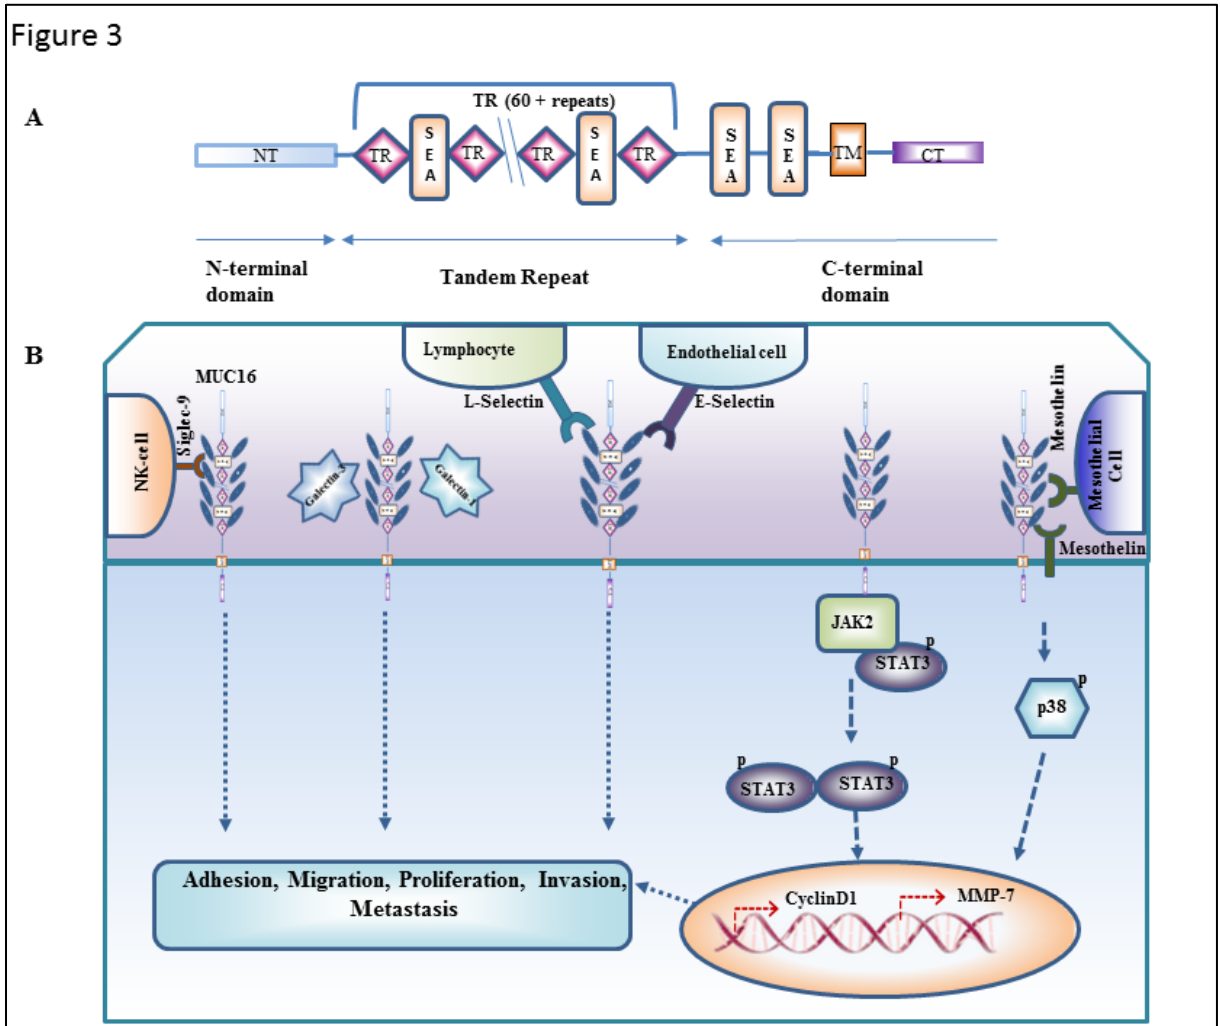 Figure 3
A
TR (60 + repeats)
NT
TR
S
E
A
TR
TR
S
E
A
TR
S
E
A
S
E
A
TM
CT
N-terminal
domain
Tandem Repeat
C-terminal
domain
B
Lymphocyte
Endothelial cell
MUC16
L-Selectin
E-Selectin
NK-cell
Siglec-9
Galectin-3
Galectin-1
Mesothelin
Mesothelial
Cell
Mesothelin
JAK2
p
STAT3
p
p38
p
STAT3
p
STAT3
Adhesion, Migration, Proliferation, Invasion,
Metastasis
CyclinD1
MMP-7